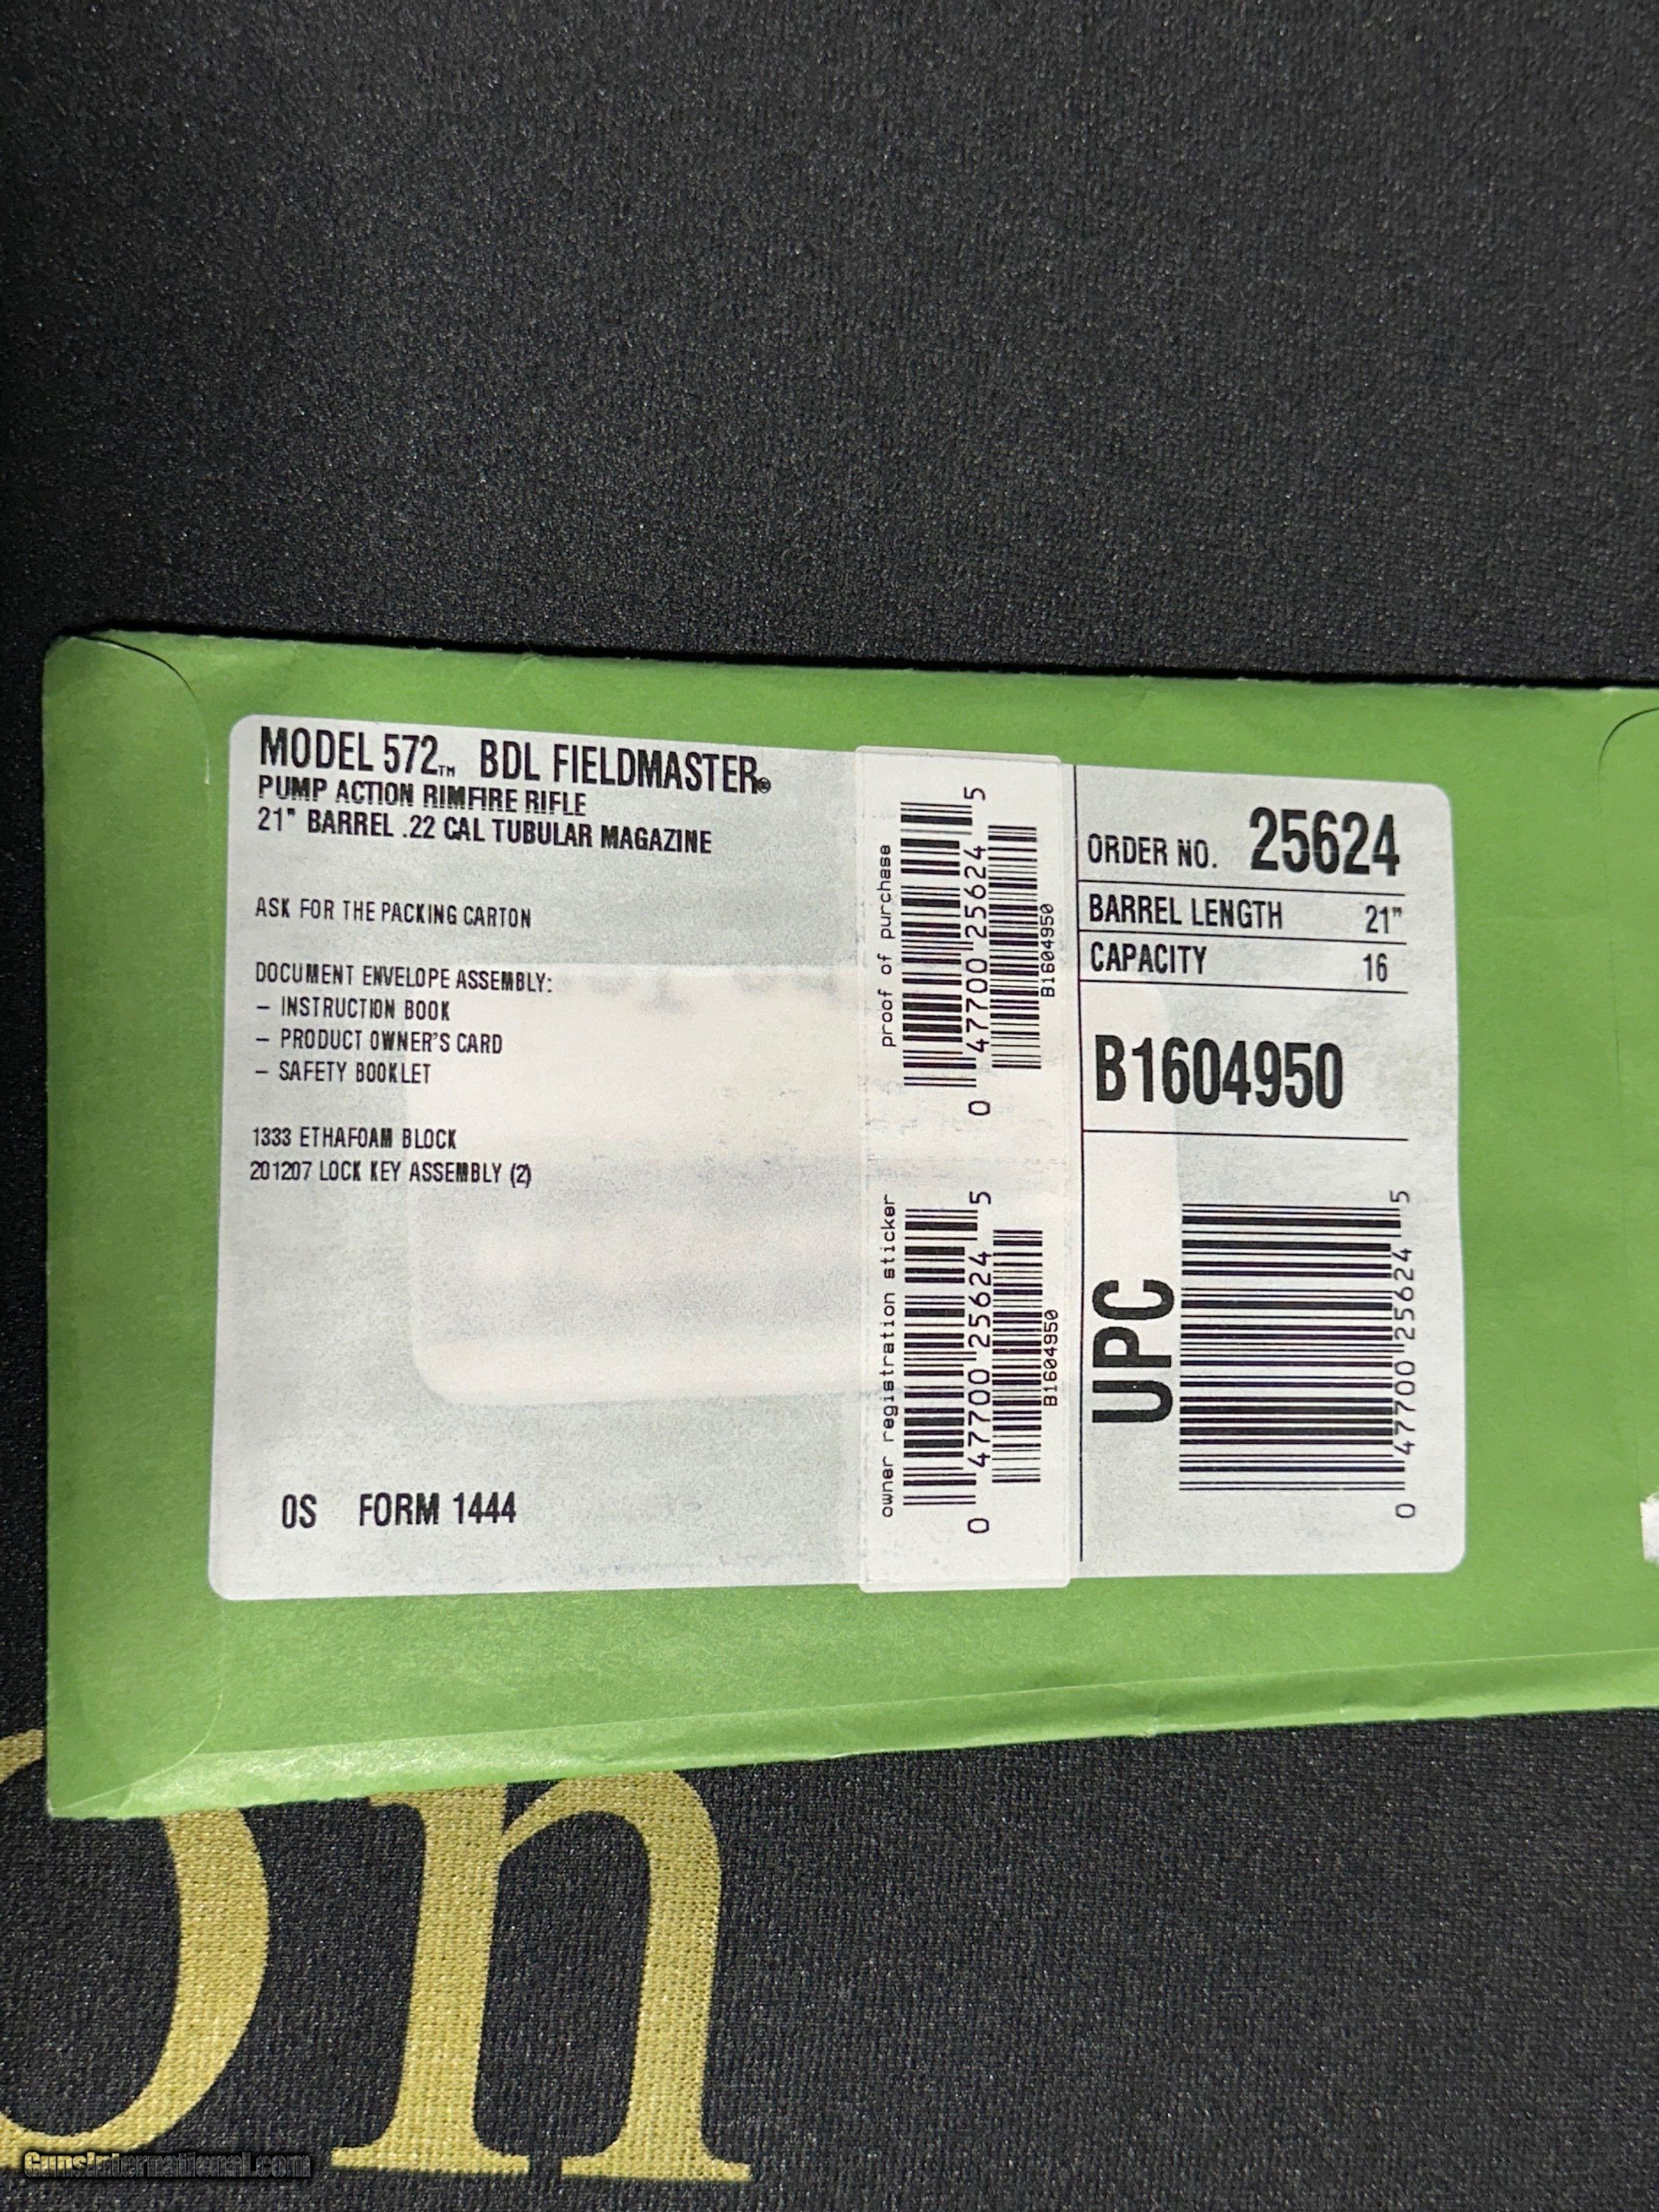 MODEL 572™ BDL FIELDMASTER®
PUMP ACTION RIMFIRE RIFLE
21" BARREL .22 CAL TUBULAR MAGAZINE
ASK FOR THE PACKING CARTON
DOCUMENT ENVELOPE ASSEMBLY:
– INSTRUCTION BOOK
– PRODUCT OWNER'S CARD
– SAFETY BOOKLET
1333 ETHAFOAM BLOCK
201207 LOCK KEY ASSEMBLY (2)
OS FORM 1444
proof of purchase
0 47700 25624 5
B1604950
owner registration sticker
0 47700 25624 5
B1604950
ORDER NO. 25624
BARREL LENGTH 21"
CAPACITY 16
B1604950
UPC
0 47700 25624 5
on
GunsInternational.com